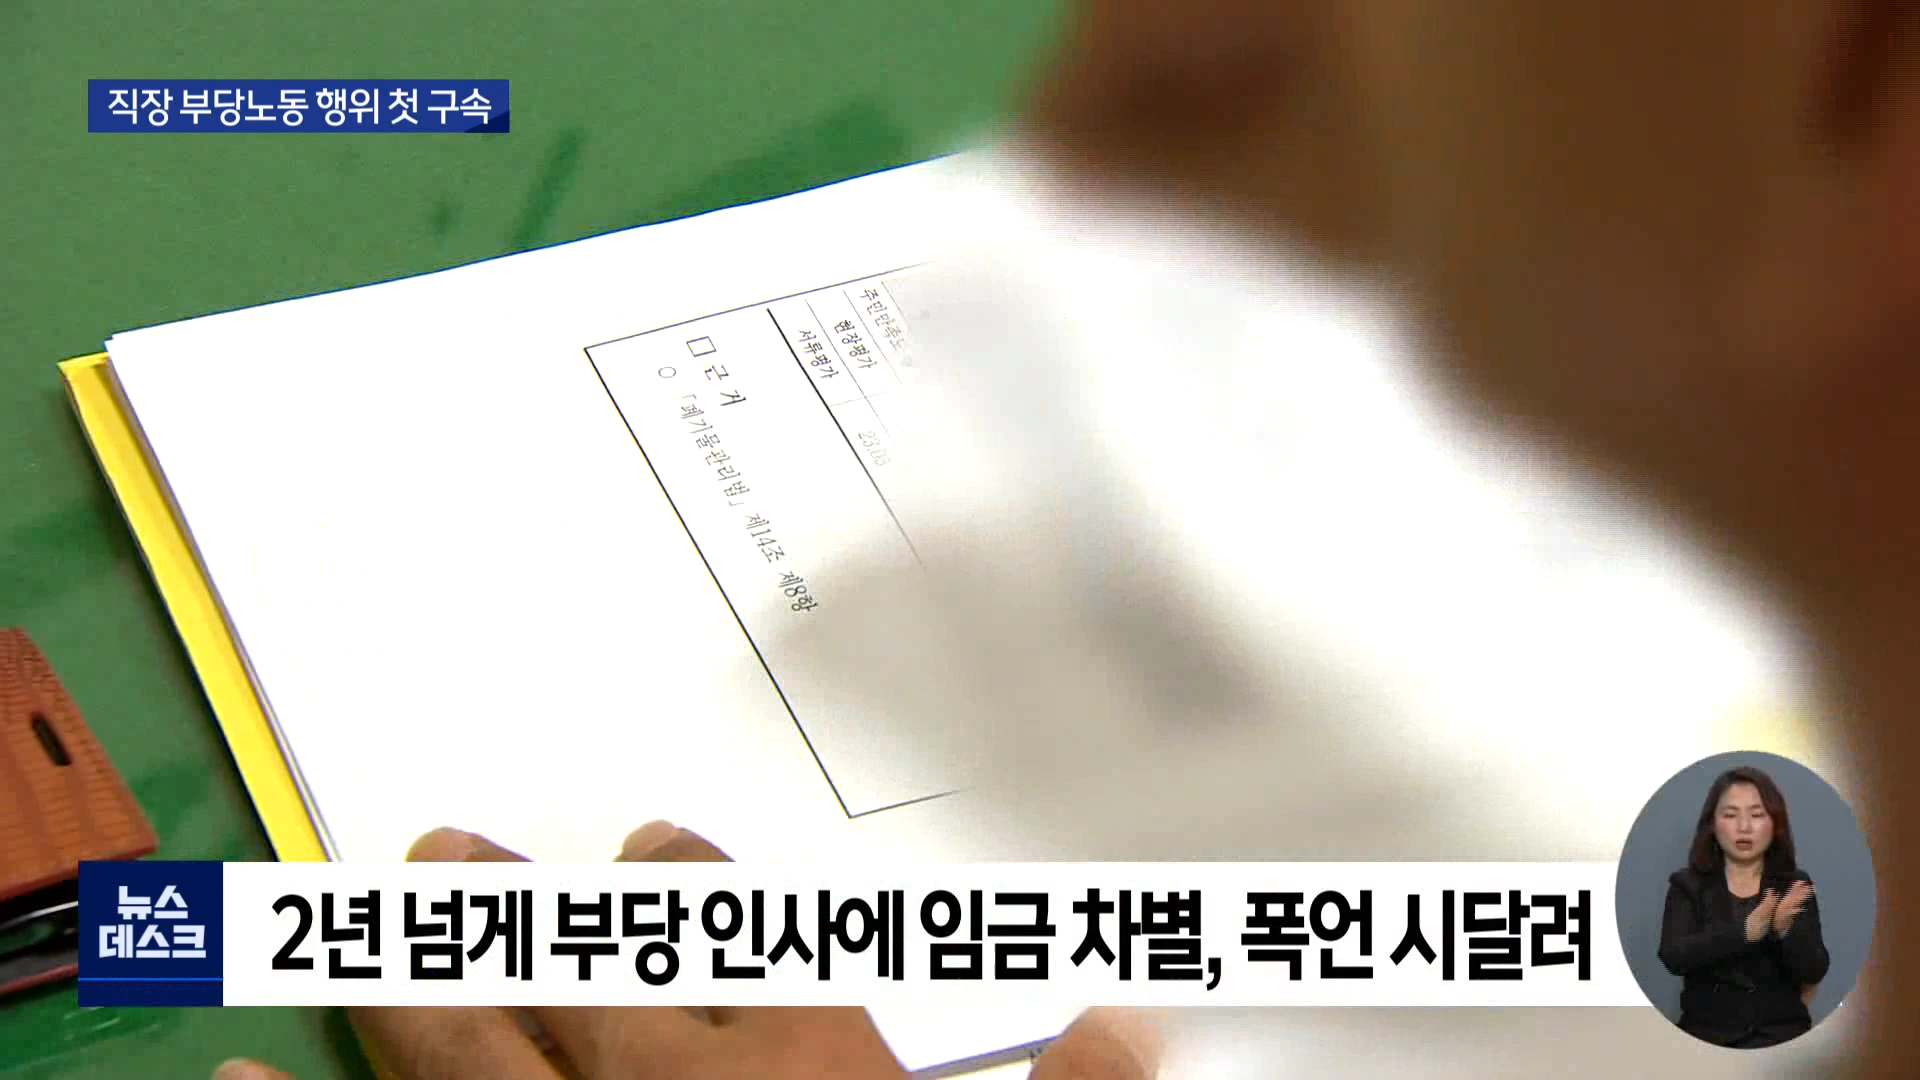 직장 부당노동 행위 첫 구속
주민만족도
현장평가
서류평가
23.06
□ 근 거
○ 「폐기물관리법」 제14조 제8항
뉴스
데스크
2년 넘게 부당 인사에 임금 차별, 폭언 시달려